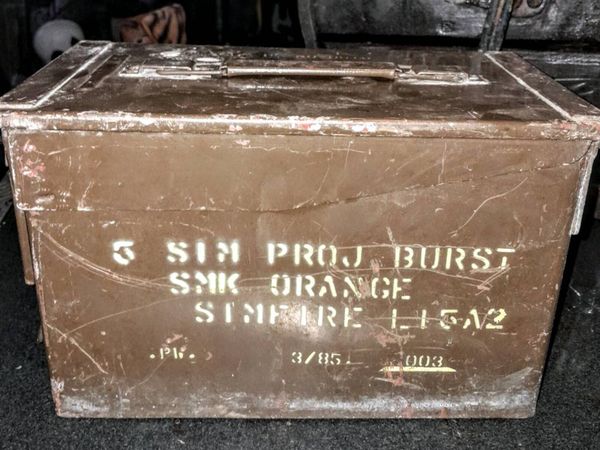 5 SIM PROJ BURST
SMK ORANGE
SIMFIRE L15A2
.PW. 3/85. 003